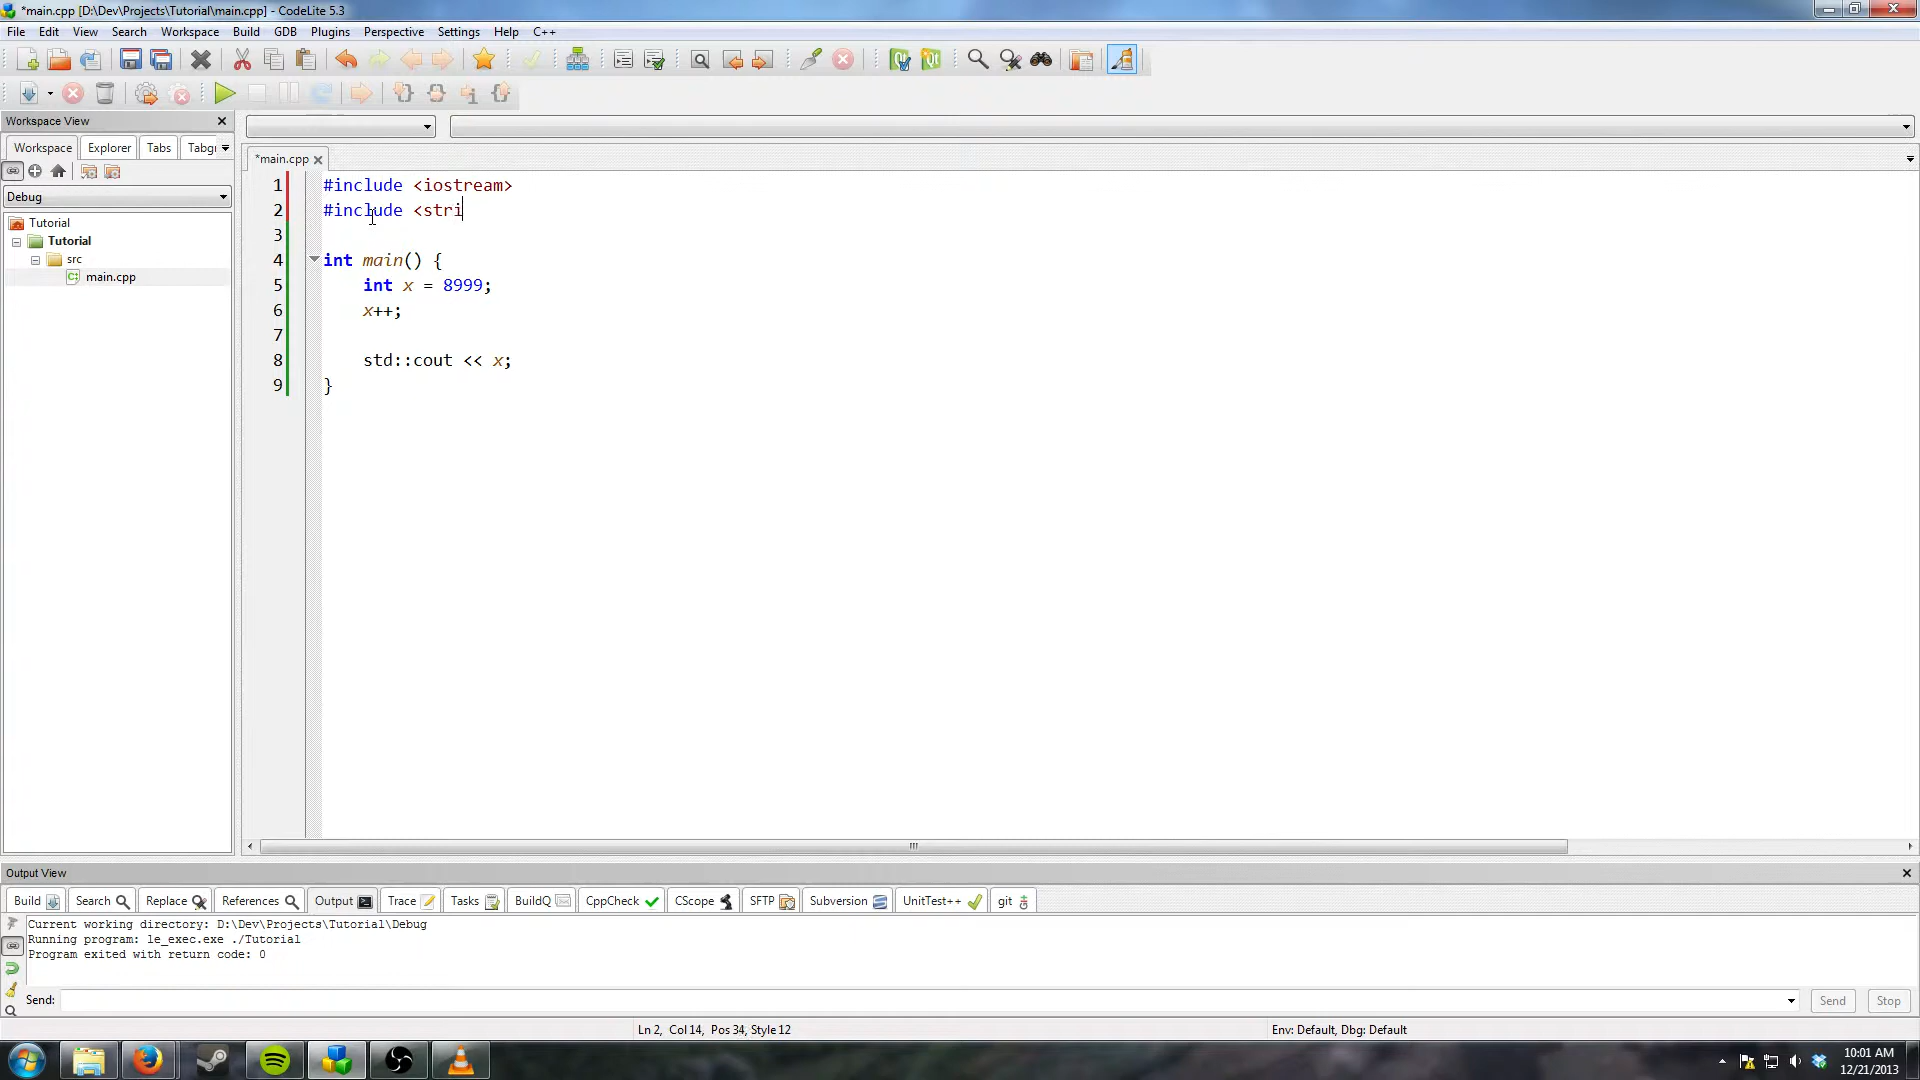 *main.cpp [D:\Dev\Projects\Tutorial\main.cpp] - CodeLite 5.3
File Edit View Search Workspace Build GDB Plugins Perspective Settings Help C++
Workspace View
Workspace Explorer Tabs Tabg
Debug
Tutorial
Tutorial
src
main.cpp
*main.cpp
1 #include <iostream>
2 #include <stri
3
4 int main() {
5 int x = 8999;
6 x++;
7
8 std::cout << x;
9 }
Output View
Build Search Replace References Output Trace Tasks BuildQ CppCheck CScope SFTP Subversion UnitTest++ git
Current working directory: D:\Dev\Projects\Tutorial\Debug
Running program: le_exec.exe ./Tutorial
Program exited with return code: 0
Send: Send Stop
Ln 2, Col 14, Pos 34, Style 12 Env: Default, Dbg: Default
10:01 AM
12/21/2013